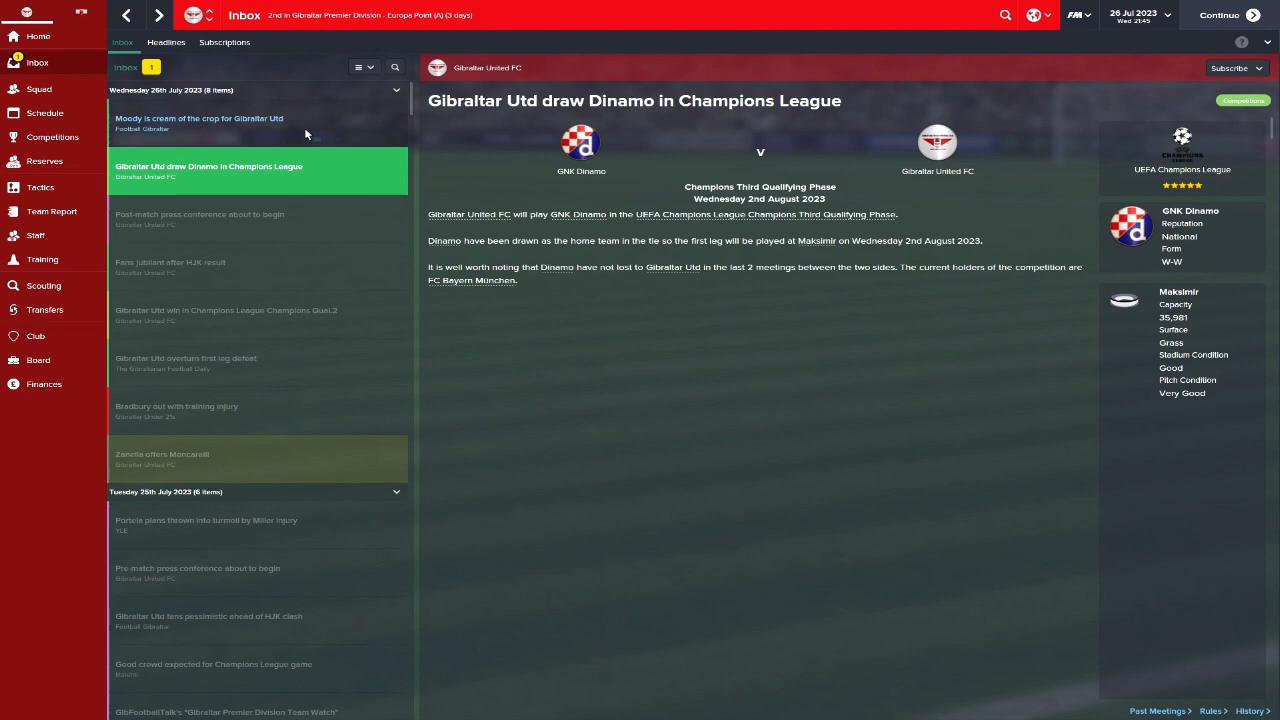 Inbox
2nd in Gibraltar Premier Division - Europa Point (A) (3 days)
FM
26 Jul 2023
Wed 21:45
Continue
Home
1
Inbox
Squad
Schedule
Competitions
Reserves
Tactics
Team Report
Staff
Training
Scouting
Transfers
Club
Board
Finances
Inbox
Headlines
Subscriptions
Inbox
1
Wednesday 26th July 2023 (8 items)
Moody is cream of the crop for Gibraltar Utd
Football Gibraltar
Gibraltar Utd draw Dinamo in Champions League
Gibraltar United FC
Post-match press conference about to begin
Gibraltar United FC
Fans jubilant after HJK result
Gibraltar United FC
Gibraltar Utd win in Champions League Champions Qual.2
Gibraltar United FC
Gibraltar Utd overturn first leg defeat
The Gibraltarian Football Daily
Bradbury out with training injury
Gibraltar Under 21s
Zanella offers Moncarelli
Gibraltar United FC
Tuesday 25th July 2023 (6 items)
Portela plans thrown into turmoil by Millar injury
YLE
Pre-match press conference about to begin
Gibraltar United FC
Gibraltar Utd fans pessimistic ahead of HJK clash
Football Gibraltar
Good crowd expected for Champions League game
GibFootballTalk's "Gibraltar Premier Division Team Watch"
Gibraltar United FC
Subscribe
Gibraltar Utd draw Dinamo in Champions League
Competitions
GNK Dinamo
v
Gibraltar United FC
Champions Third Qualifying Phase
Wednesday 2nd August 2023
Gibraltar United FC will play GNK Dinamo in the UEFA Champions League Champions Third Qualifying Phase.
Dinamo have been drawn as the home team in the tie so the first leg will be played at Maksimir on Wednesday 2nd August 2023.
It is well worth noting that Dinamo have not lost to Gibraltar Utd in the last 2 meetings between the two sides. The current holders of the competition are
FC Bayern München.
UEFA Champions League
GNK Dinamo
Reputation
National
Form
W-W
Maksimir
Capacity
35,981
Surface
Grass
Stadium Condition
Good
Pitch Condition
Very Good
Past Meetings>
Rules>
History>